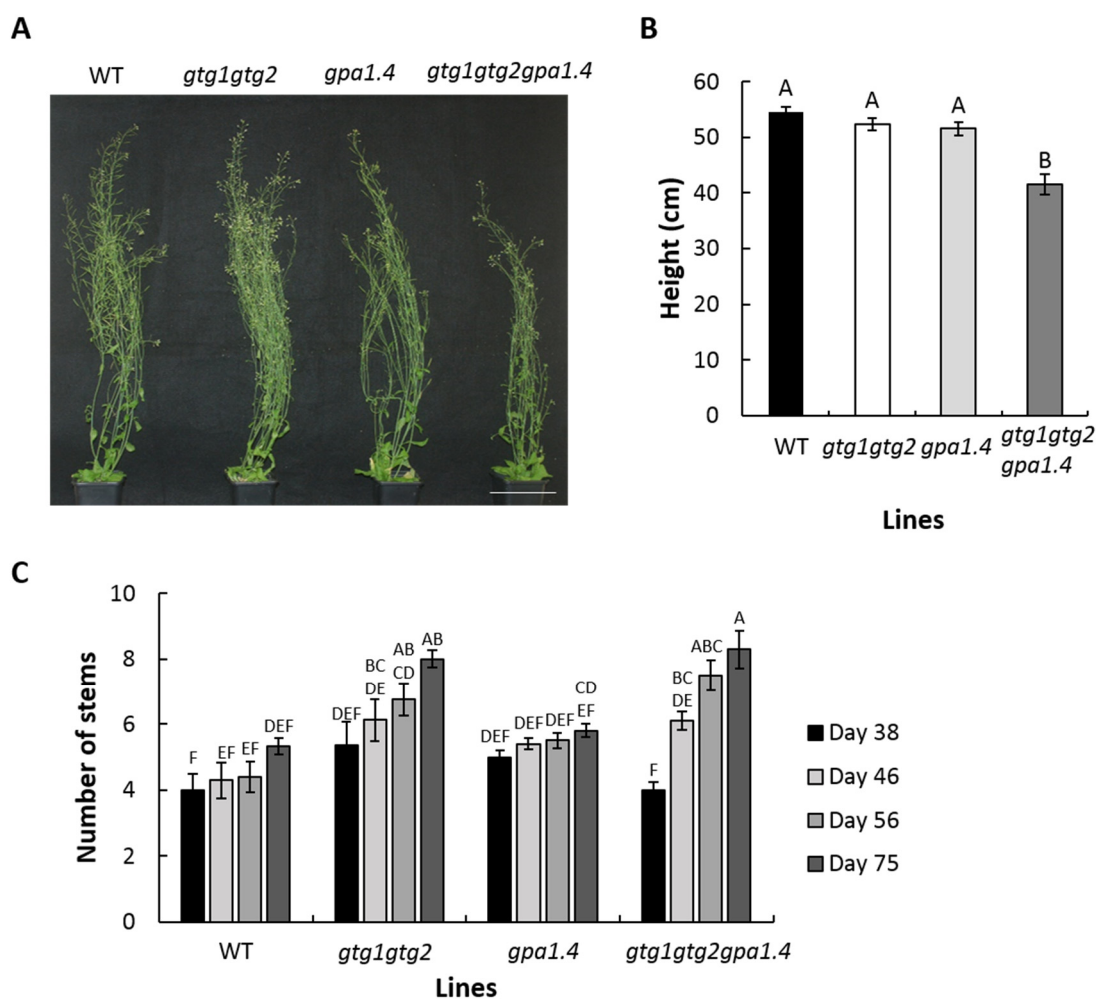 A
WT gtg1gtg2 gpa1.4 gtg1gtg2gpa1.4
B
60
50
40
30
20
10
0
Height (cm)
A
A
A
B
WT gtg1gtg2 gpa1.4 gtg1gtg2
gpa1.4
Lines
C
10
8
6
4
2
0
Number of stems
F
EF
EF
DEF
DEF
BC
DE
AB
CD
AB
DEF
DEF
DEF
CD
EF
F
BC
DE
ABC
A
WT gtg1gtg2 gpa1.4 gtg1gtg2gpa1.4
Lines
Day 38
Day 46
Day 56
Day 75